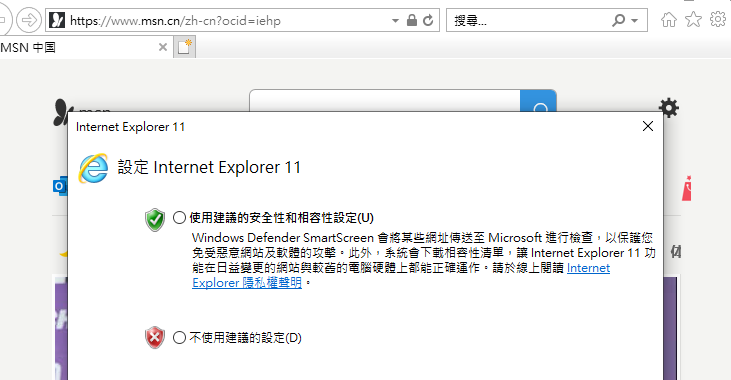 https://www.msn.cn/zh-cn?ocid=iehp
搜尋...
MSN 中国
msn
Internet Explorer 11
設定 Internet Explorer 11
使用建議的安全性和相容性設定(U)
Windows Defender SmartScreen 會將某些網址傳送至 Microsoft 進行檢查，以保護您
免受惡意網站及軟體的攻擊。此外，系統會下載相容性清單，讓 Internet Explorer 11 功
能在日益變更的網站與較舊的電腦硬體上都能正確運作。請於線上閱讀 Internet
Explorer 隱私權聲明。
不使用建議的設定(D)